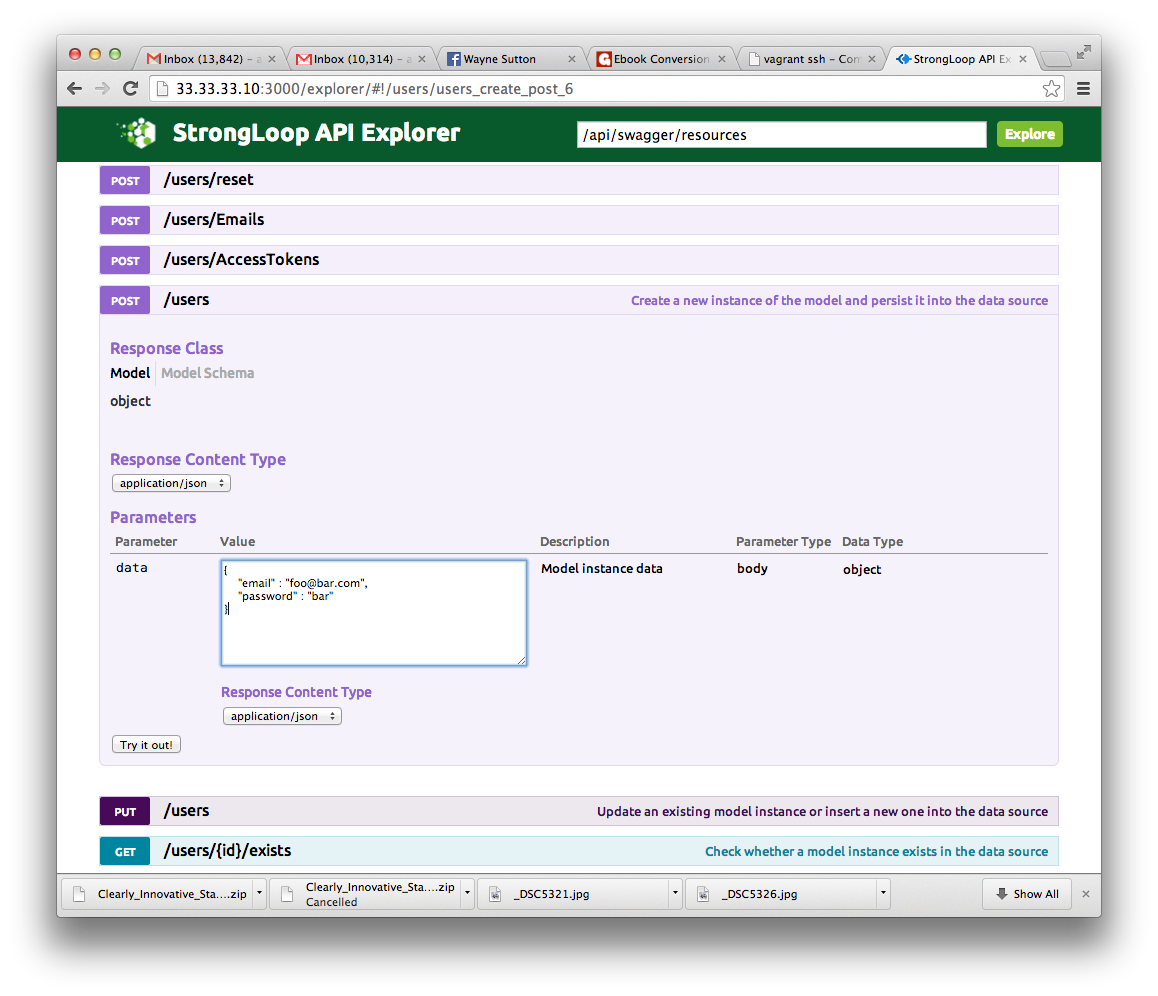 Inbox (13,842) – a
Inbox (10,314) – a
Wayne Sutton
Ebook Conversion
vagrant ssh – Com
StrongLoop API Ex
33.33.33.10:3000/explorer/#!/users/users_create_post_6
StrongLoop API Explorer
/api/swagger/resources
Explore
POST /users/reset
POST /users/Emails
POST /users/AccessTokens
POST /users Create a new instance of the model and persist it into the data source
Response Class
Model Model Schema
object
Response Content Type
application/json
Parameters
Parameter Value Description Parameter Type Data Type
data
{
"email" : "foo@bar.com",
"password" : "bar"
}
Model instance data body object
Response Content Type
application/json
Try it out!
PUT /users Update an existing model instance or insert a new one into the data source
GET /users/{id}/exists Check whether a model instance exists in the data source
Clearly_Innovative_Sta....zip
Clearly_Innovative_Sta....zip
Cancelled
_DSC5321.jpg
_DSC5326.jpg
Show All